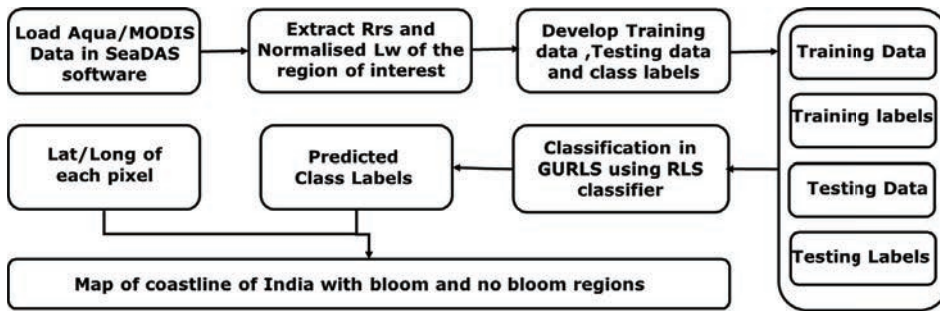 Load Aqua/MODIS
Data in SeaDAS
software
Extract Rrs and
Normalised Lw of the
region of interest
Develop Training
data ,Testing data
and class labels
Training Data
Training labels
Testing Data
Testing Labels
Classification in
GURLS using RLS
classifier
Predicted
Class Labels
Lat/Long of
each pixel
Map of coastline of India with bloom and no bloom regions